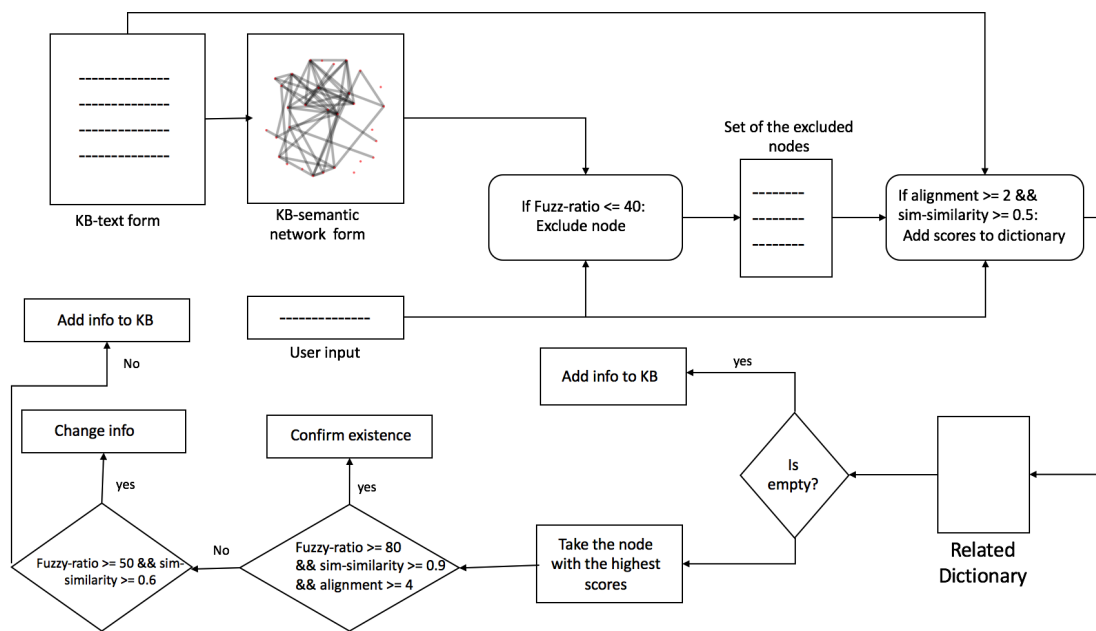 KB-text form
KB-semantic
network form
If Fuzz-ratio <= 40:
Exclude node
Set of the excluded
nodes
If alignment >= 2 &&
sim-similarity >= 0.5:
Add scores to dictionary
User input
Add info to KB
No
Add info to KB
yes
Change info
yes
Confirm existence
yes
Is
empty?
Related
Dictionary
Take the node
with the highest
scores
Fuzzy-ratio >= 80
&& sim-similarity >= 0.9
&& alignment >= 4
No
Fuzzy-ratio >= 50 && sim-
similarity >= 0.6